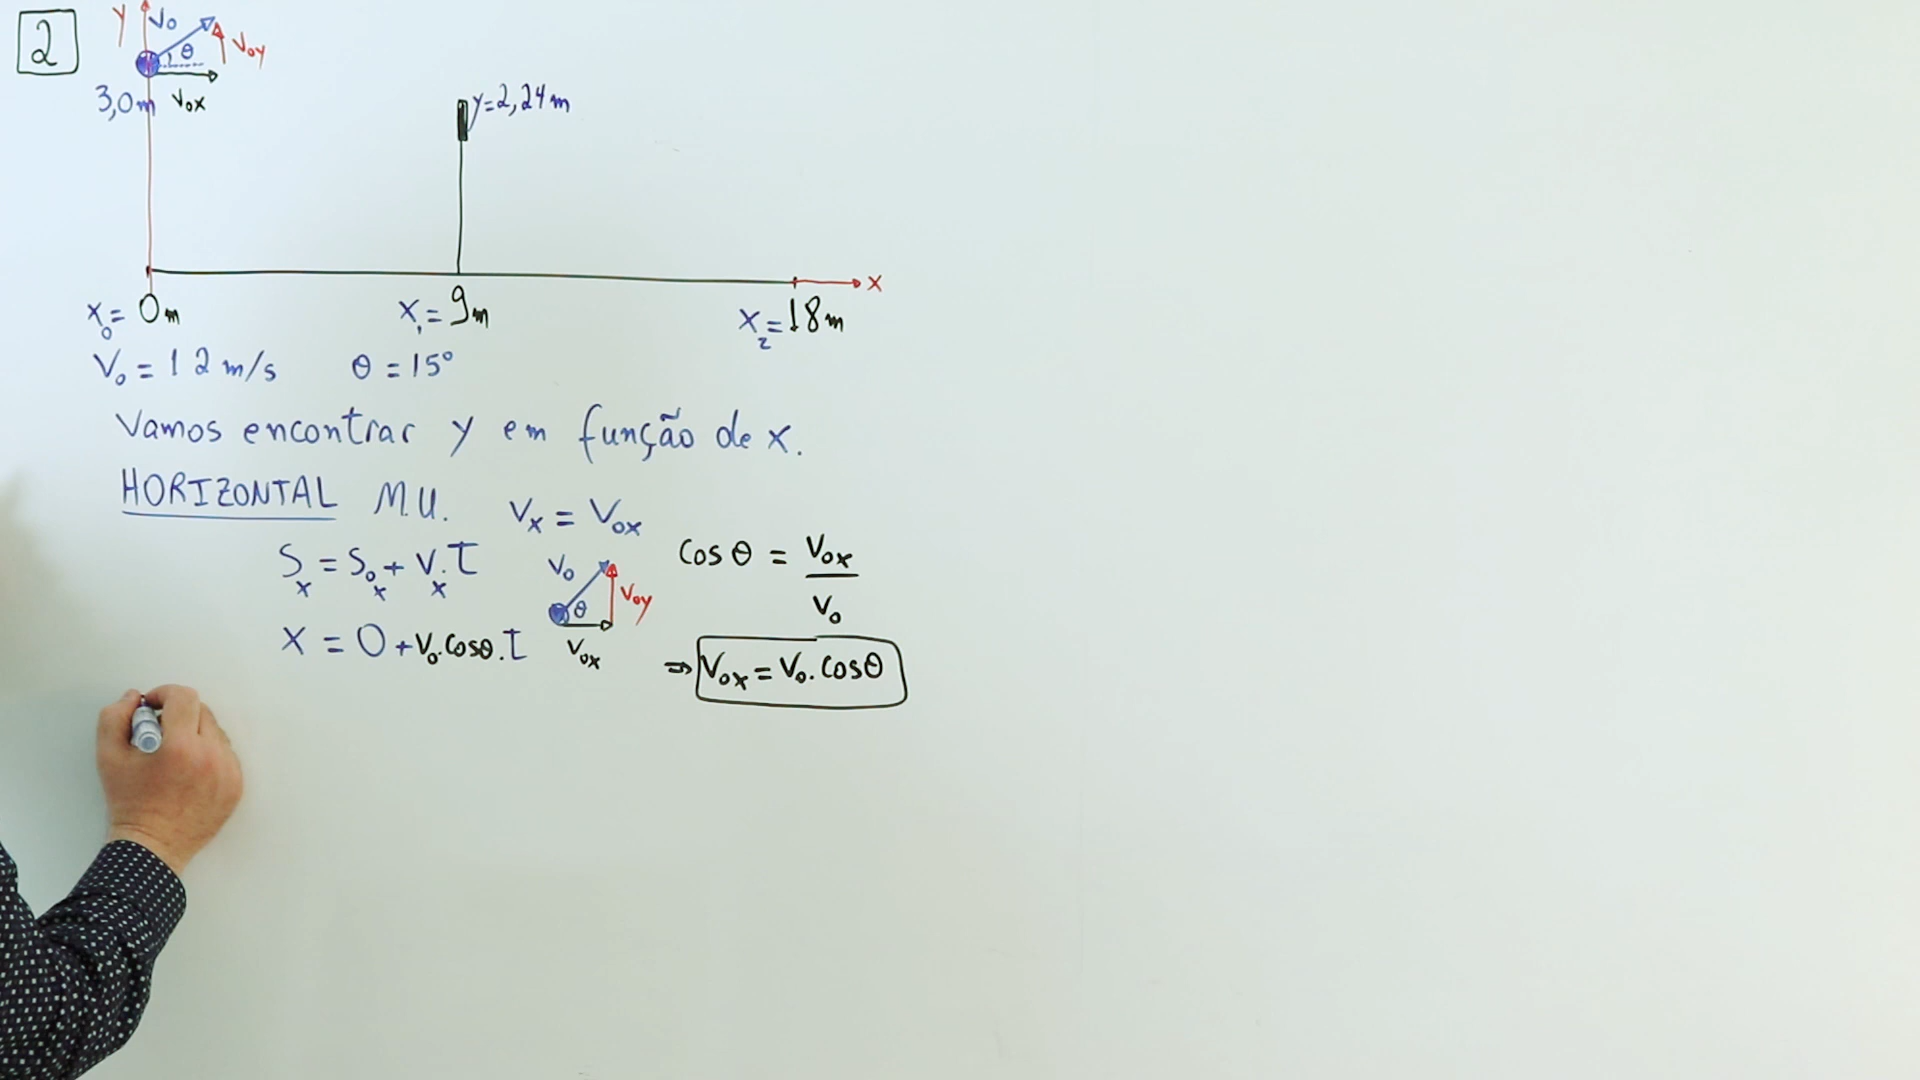 2
y
V₀
θ
V₀y
3,0m
V₀x
y=2,24m
x
x₀= 0m
x₁= 9m
x₂=18m
V₀ = 12 m/s θ = 15°
Vamos encontrar y em função de x.
HORIZONTAL M.U. Vx = V₀x
Sx = S₀x + Vx.t
V₀
θ
V₀y
V₀x
cos θ = V₀x / V₀
x = 0 + V₀.cosθ.t
⇒ V₀x = V₀.cosθ